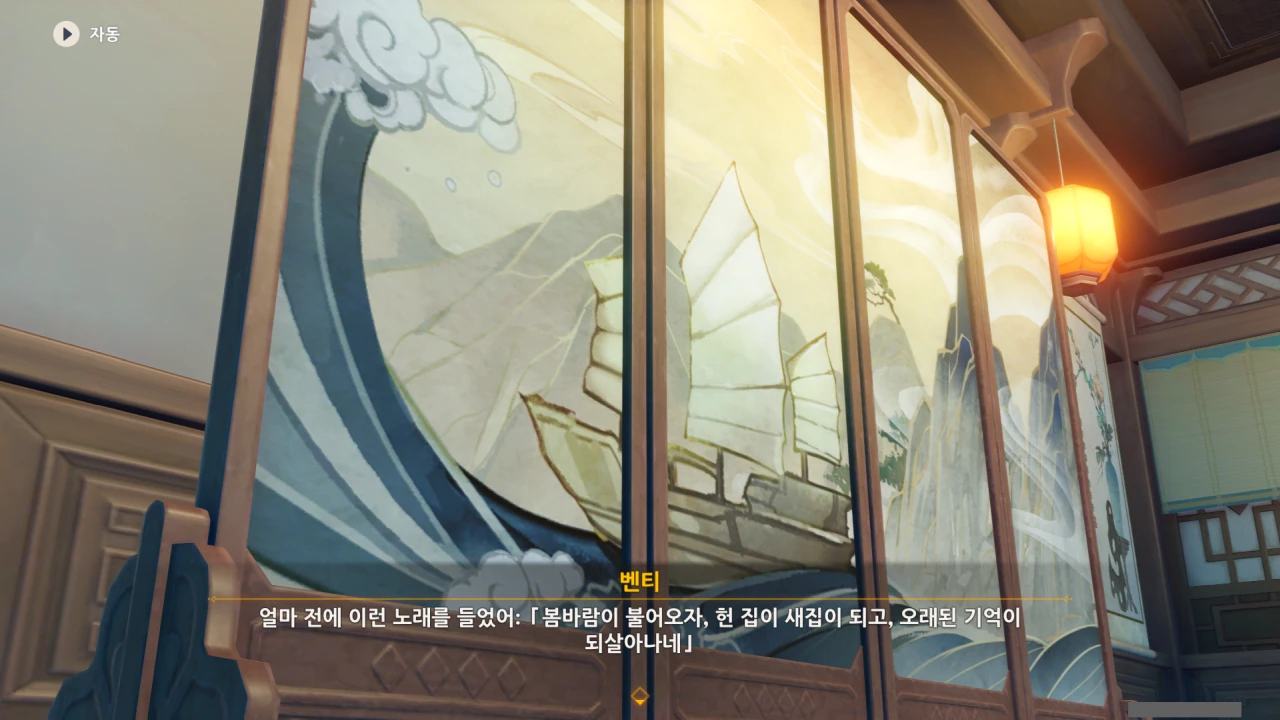 자동
벤티
얼마 전에 이런 노래를 들었어: 「봄바람이 불어오자, 헌 집이 새집이 되고, 오래된 기억이
되살아나네」